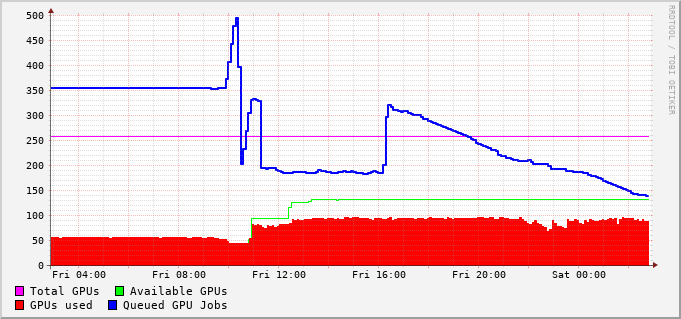 500
450
400
350
300
250
200
150
100
50
0
Fri 04:00 Fri 08:00 Fri 12:00 Fri 16:00 Fri 20:00 Sat 00:00
Total GPUs Available GPUs
GPUs used Queued GPU Jobs
RRDTOOL / TOBI OETIKER